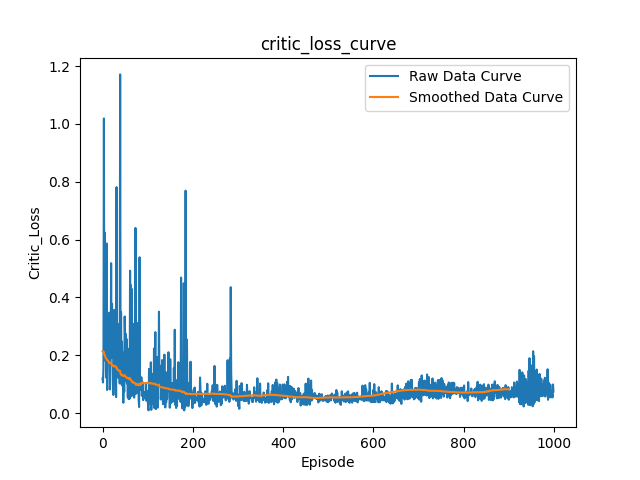 critic_loss_curve
Raw Data Curve
Smoothed Data Curve
1.2
1.0
0.8
0.6
0.4
0.2
0.0
Critic_Loss
0 200 400 600 800 1000
Episode